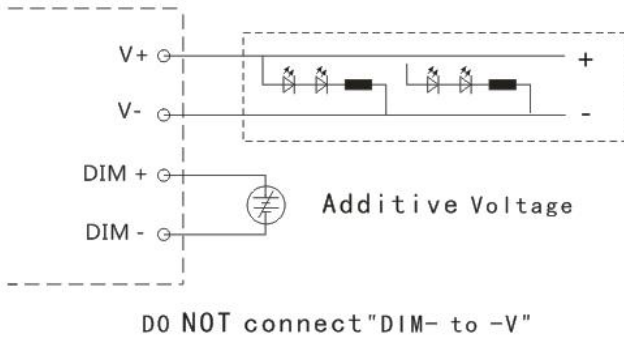 V+
+
V-
-
DIM +
Additive Voltage
DIM -
DO NOT connect"DIM- to -V"